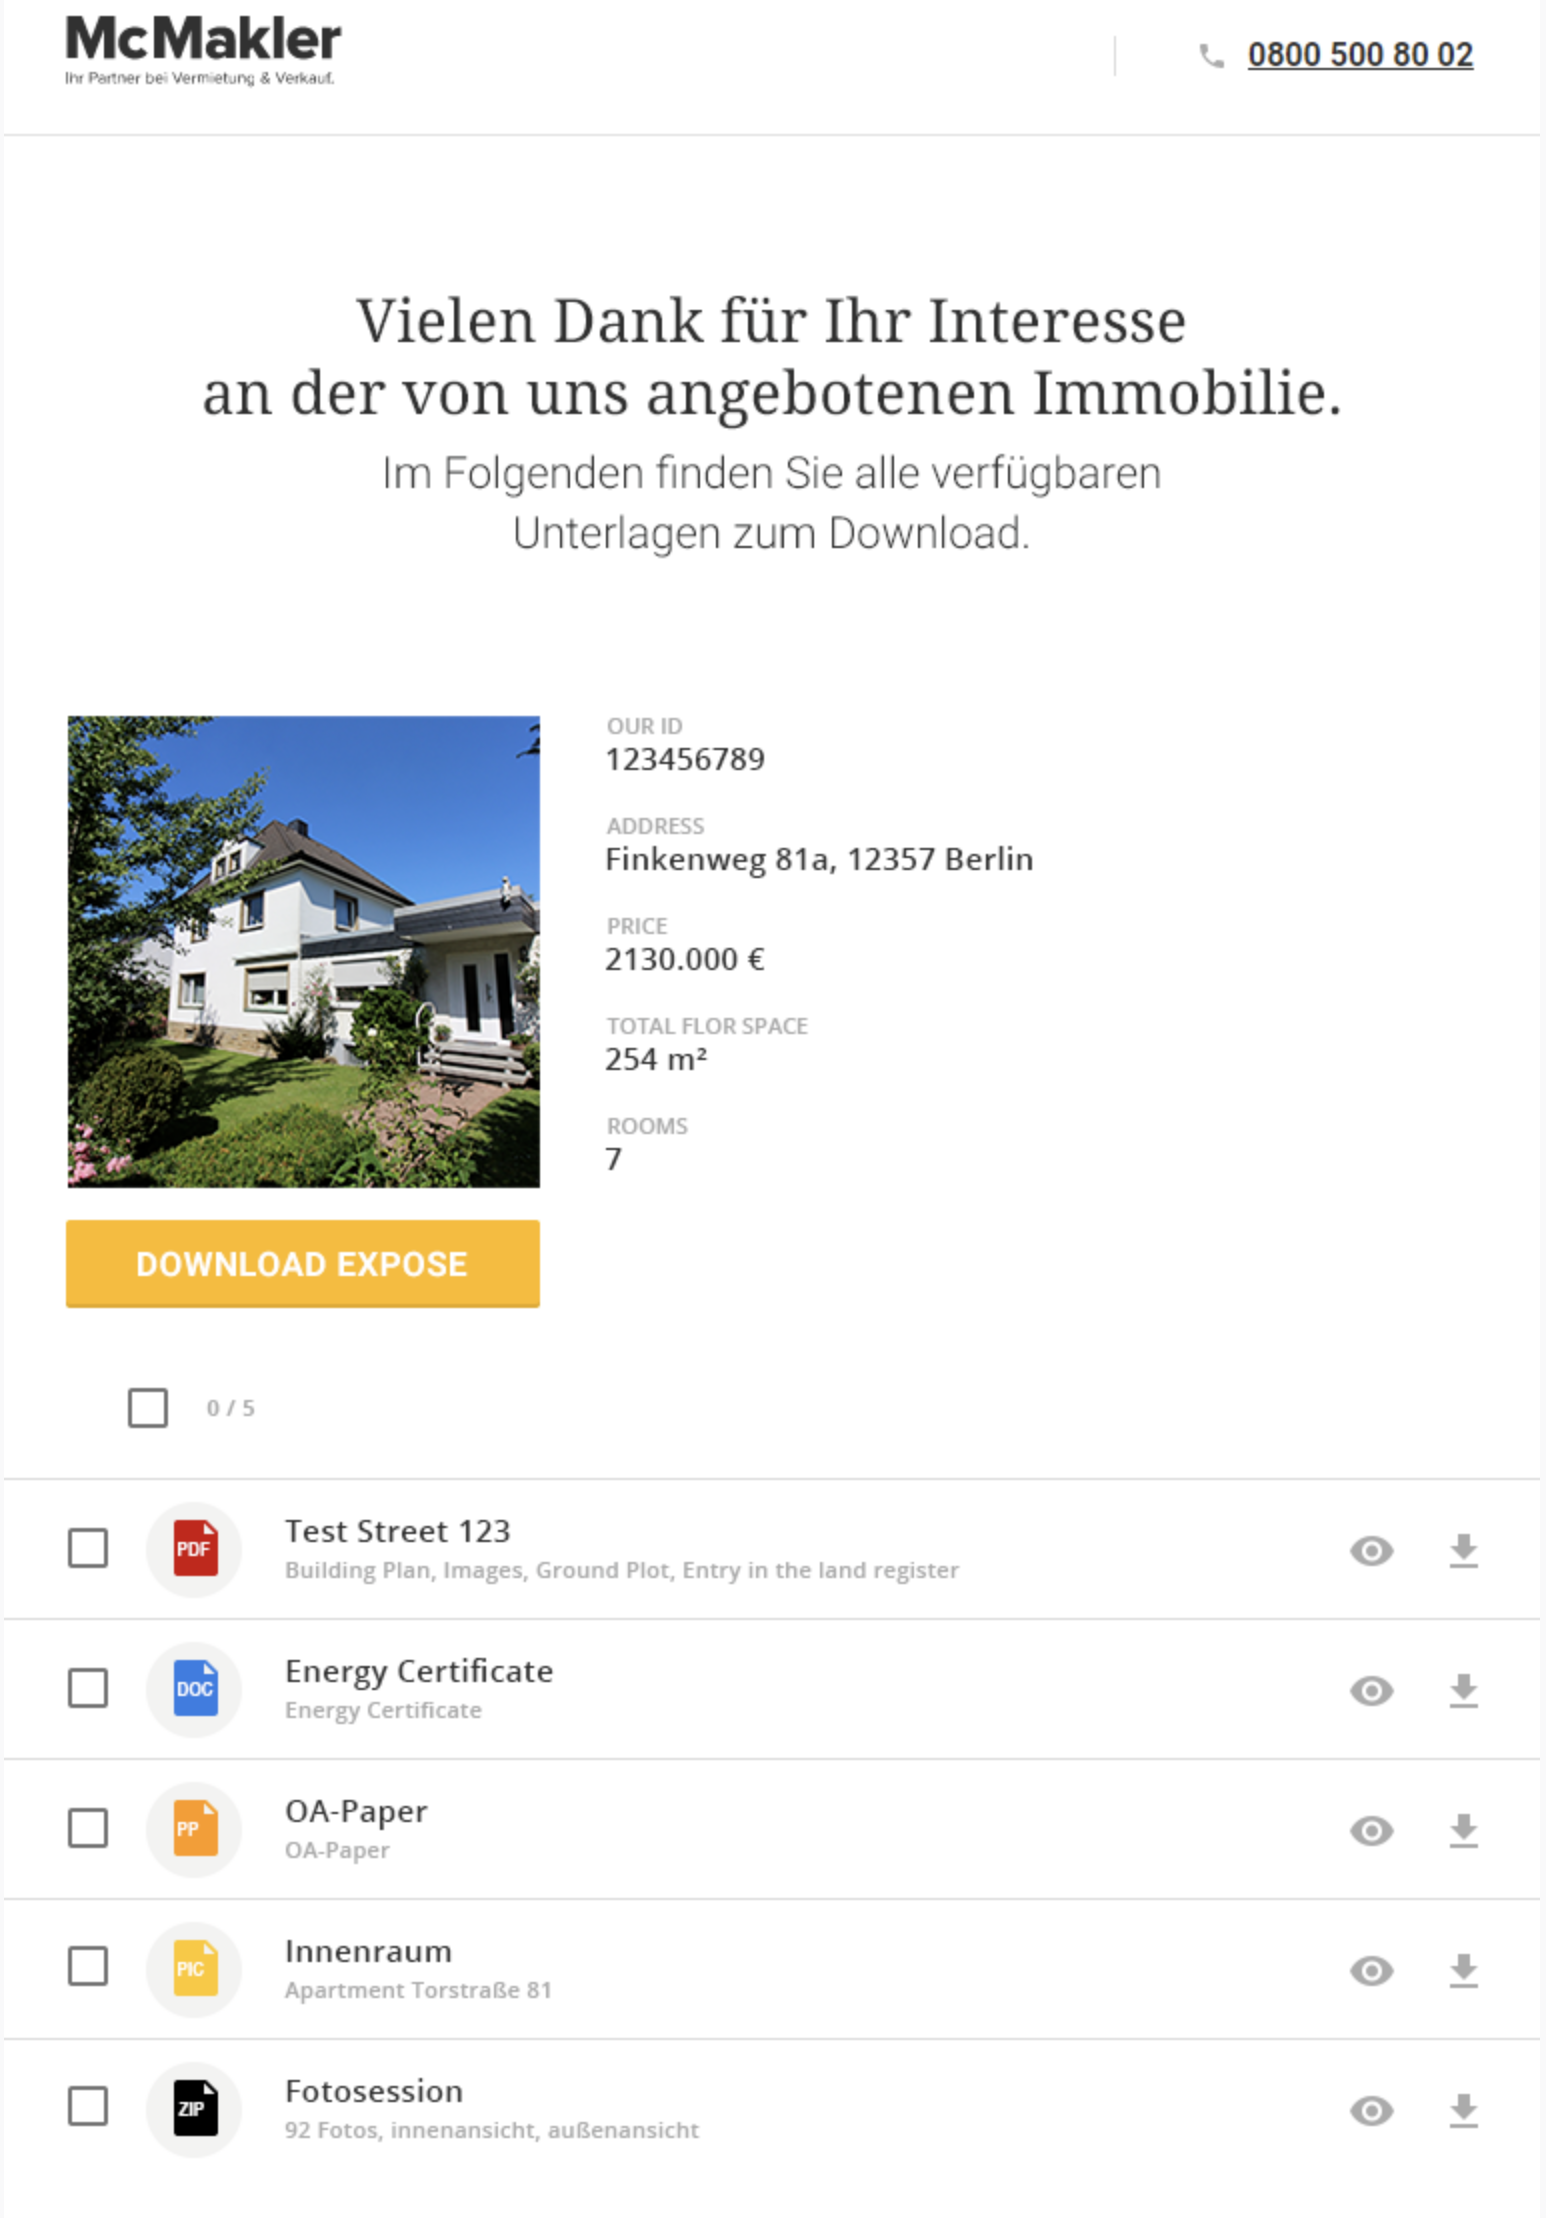 McMakler
Ihr Partner bei Vermietung & Verkauf.
0800 500 80 02
Vielen Dank für Ihr Interesse
an der von uns angebotenen Immobilie.
Im Folgenden finden Sie alle verfügbaren
Unterlagen zum Download.
OUR ID
123456789
ADDRESS
Finkenweg 81a, 12357 Berlin
PRICE
2130.000 €
TOTAL FLOR SPACE
254 m²
ROOMS
7
DOWNLOAD EXPOSE
0 / 5
PDF
Test Street 123
Building Plan, Images, Ground Plot, Entry in the land register
DOC
Energy Certificate
Energy Certificate
PP
OA-Paper
OA-Paper
PIC
Innenraum
Apartment Torstraße 81
ZIP
Fotosession
92 Fotos, innenansicht, außenansicht